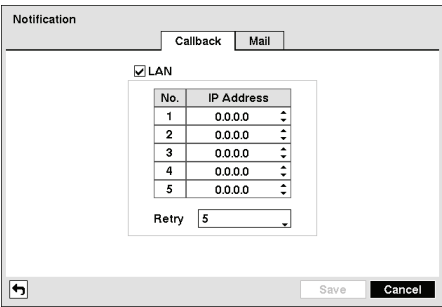 Notification
Callback Mail
LAN
No. IP Address
1 0.0.0.0
2 0.0.0.0
3 0.0.0.0
4 0.0.0.0
5 0.0.0.0
Retry 5
Save Cancel